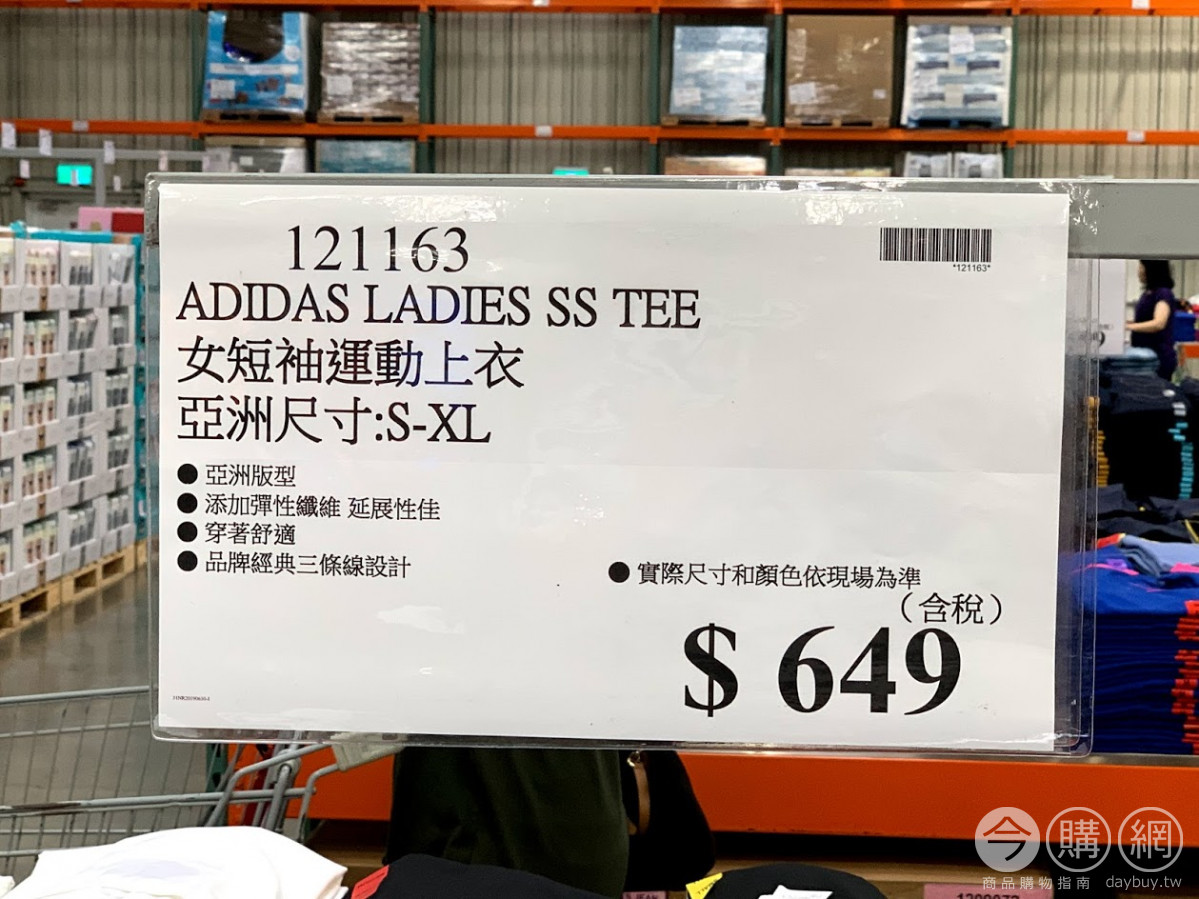 121163
*121163*
ADIDAS LADIES SS TEE
女短袖運動上衣
亞洲尺寸:S-XL
● 亞洲版型
● 添加彈性纖維 延展性佳
● 穿著舒適
● 品牌經典三條線設計
● 實際尺寸和顏色依現場為準
(含稅)
$ 649
今購網
商品購物指南 daybuy.tw